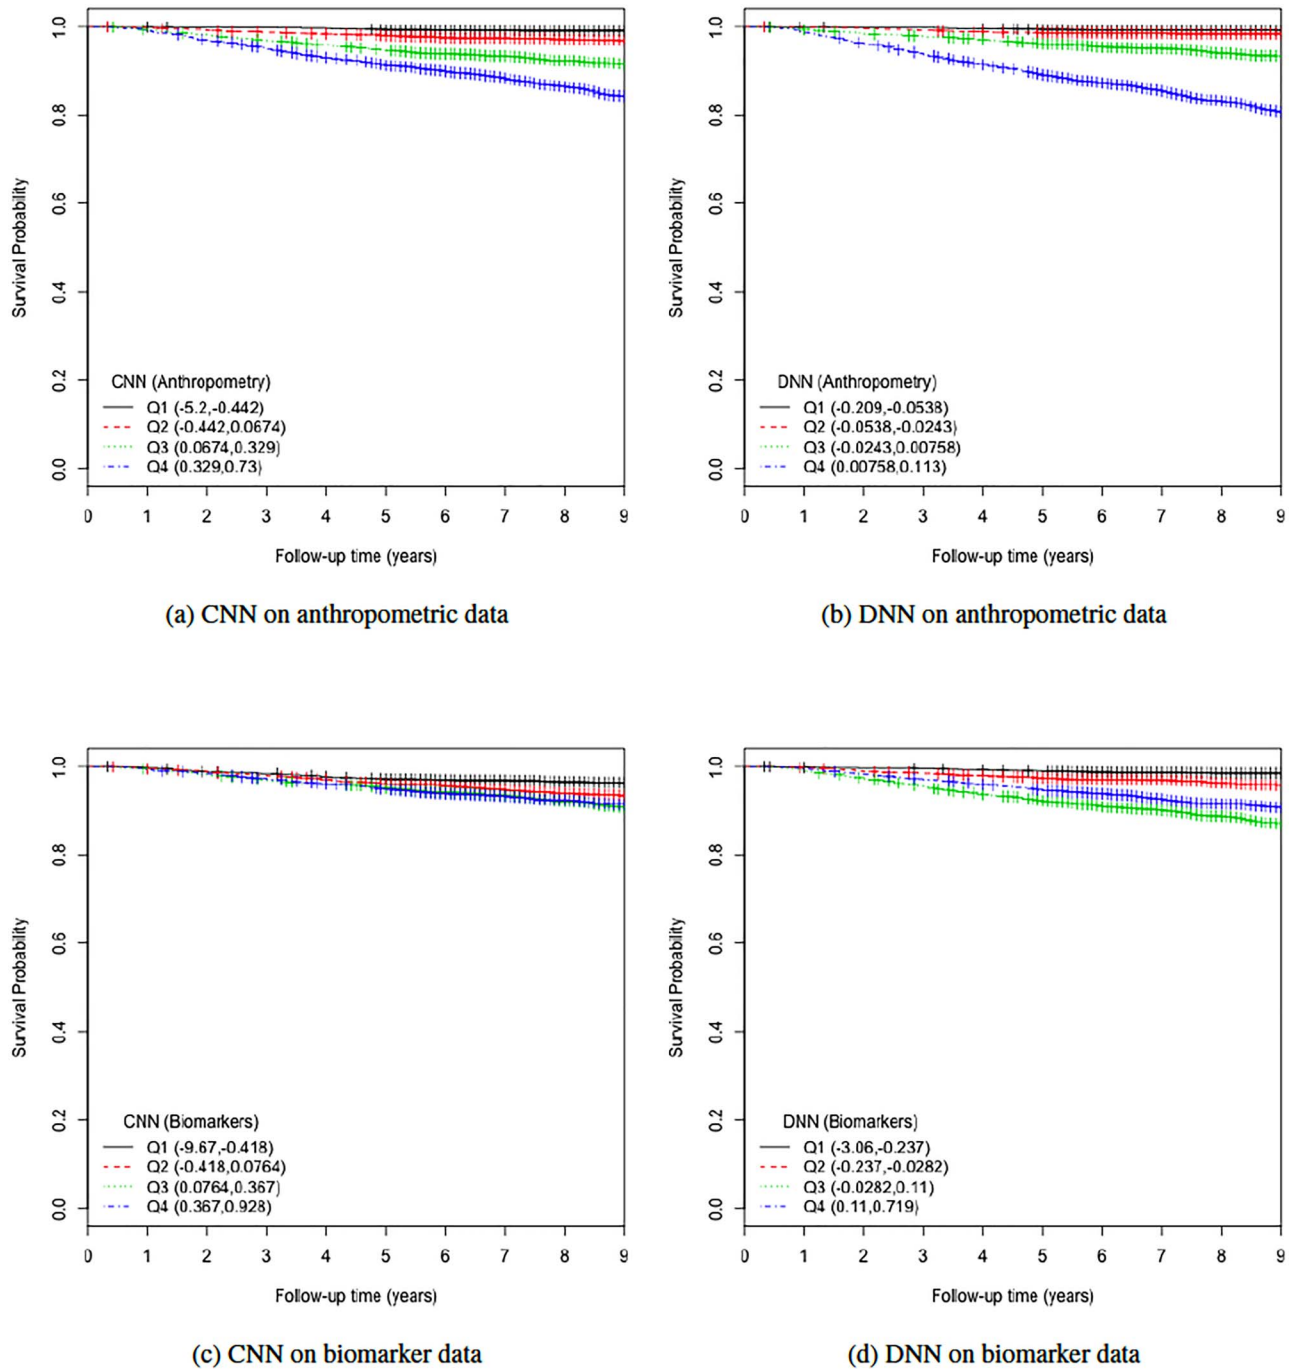 1.0
0.8
0.6
0.4
0.2
0.0
Survival Probability
CNN (Anthropometry)
Q1 (-5.2,-0.442)
Q2 (-0.442,0.0674)
Q3 (0.0674,0.329)
Q4 (0.329,0.73)
0 1 2 3 4 5 6 7 8 9
Follow-up time (years)
(a) CNN on anthropometric data
1.0
0.8
0.6
0.4
0.2
0.0
Survival Probability
DNN (Anthropometry)
Q1 (-0.209,-0.0538)
Q2 (-0.0538,-0.0243)
Q3 (-0.0243,0.00758)
Q4 (0.00758,0.113)
0 1 2 3 4 5 6 7 8 9
Follow-up time (years)
(b) DNN on anthropometric data
1.0
0.8
0.6
0.4
0.2
0.0
Survival Probability
CNN (Biomarkers)
Q1 (-9.67,-0.418)
Q2 (-0.418,0.0764)
Q3 (0.0764,0.367)
Q4 (0.367,0.928)
0 1 2 3 4 5 6 7 8 9
Follow-up time (years)
(c) CNN on biomarker data
1.0
0.8
0.6
0.4
0.2
0.0
Survival Probability
DNN (Biomarkers)
Q1 (-3.06,-0.237)
Q2 (-0.237,-0.0282)
Q3 (-0.0282,0.11)
Q4 (0.11,0.719)
0 1 2 3 4 5 6 7 8 9
Follow-up time (years)
(d) DNN on biomarker data